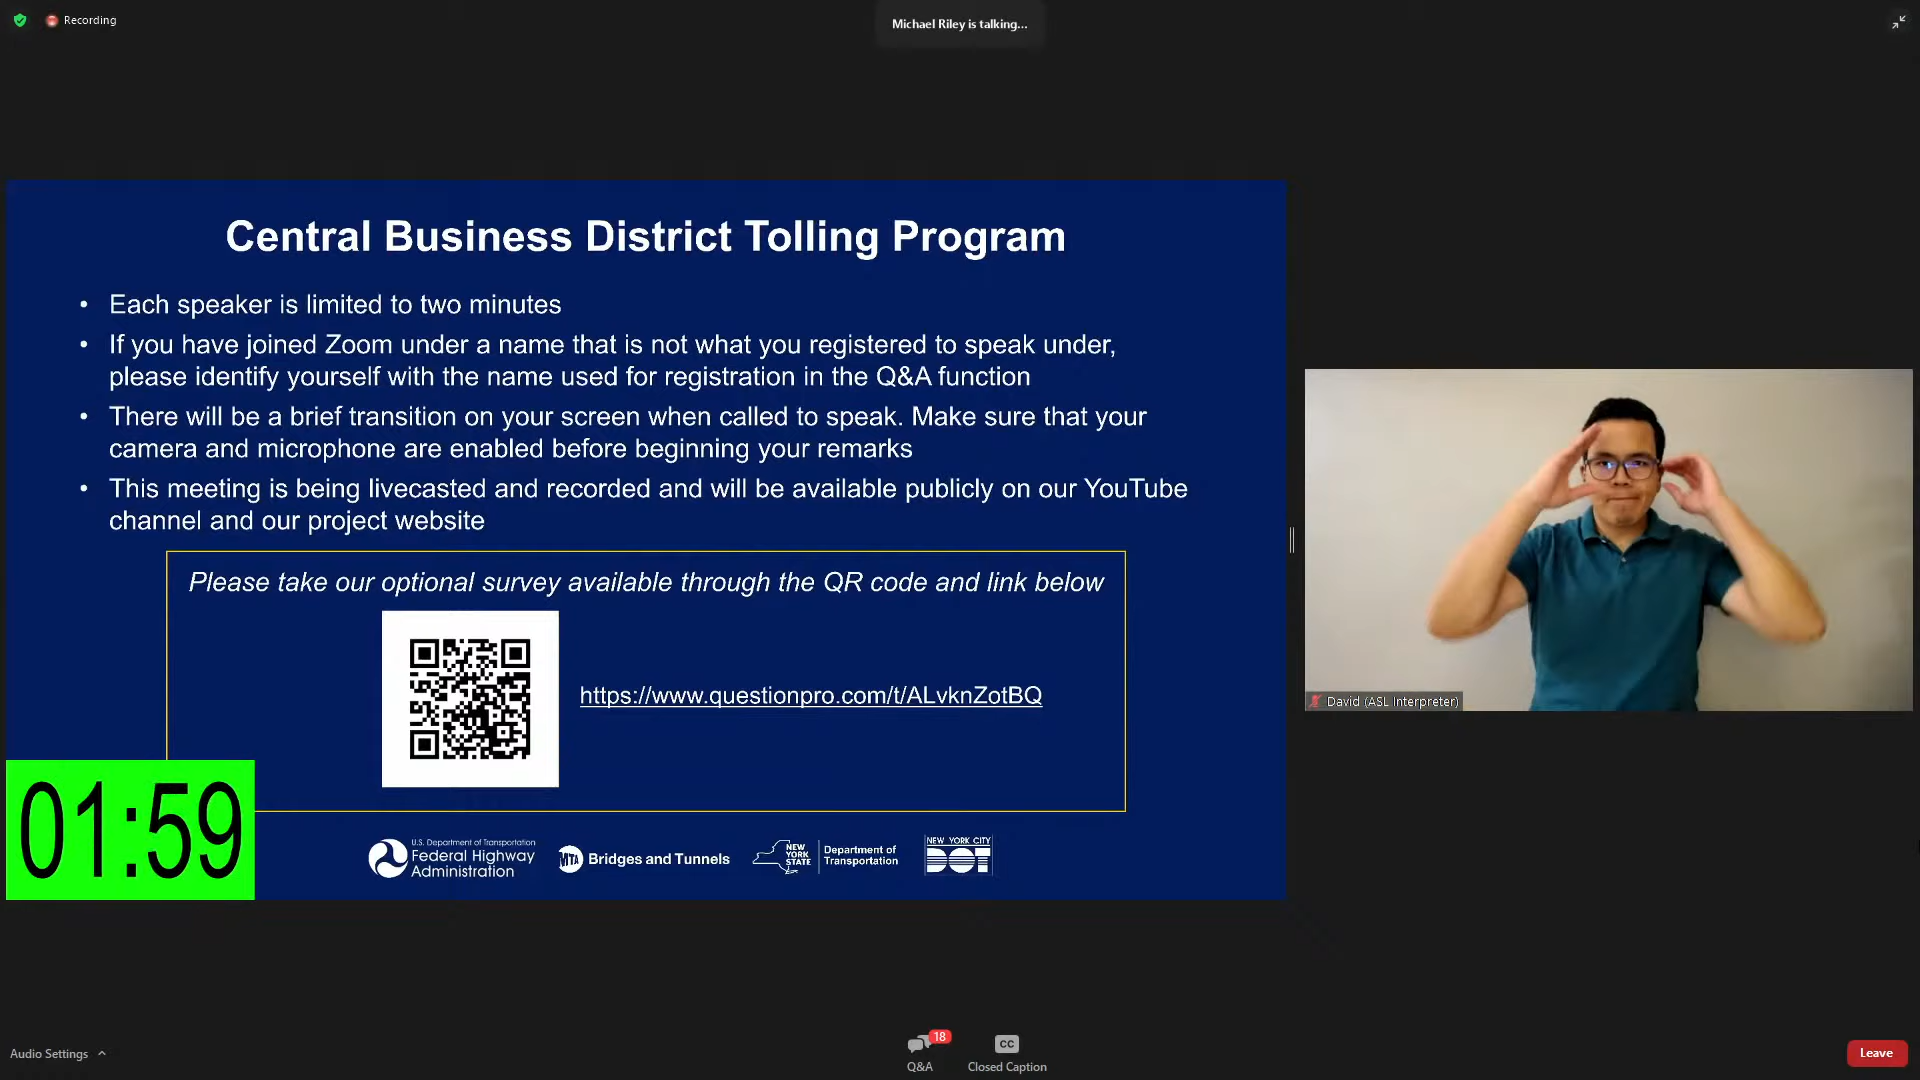 Recording
Michael Riley is talking...
Central Business District Tolling Program
• Each speaker is limited to two minutes
• If you have joined Zoom under a name that is not what you registered to speak under,
please identify yourself with the name used for registration in the Q&A function
• There will be a brief transition on your screen when called to speak. Make sure that your
camera and microphone are enabled before beginning your remarks
• This meeting is being livecasted and recorded and will be available publicly on our YouTube
channel and our project website
Please take our optional survey available through the QR code and link below
https://www.questionpro.com/t/ALvknZotBQ
David (ASL Interpreter)
01:59
U.S. Department of Transportation
Federal Highway
Administration
MTA Bridges and Tunnels
NEW
YORK
STATE
Department of
Transportation
NEW YORK CITY
DOT
Audio Settings
18
Q&A
CC
Closed Caption
Leave